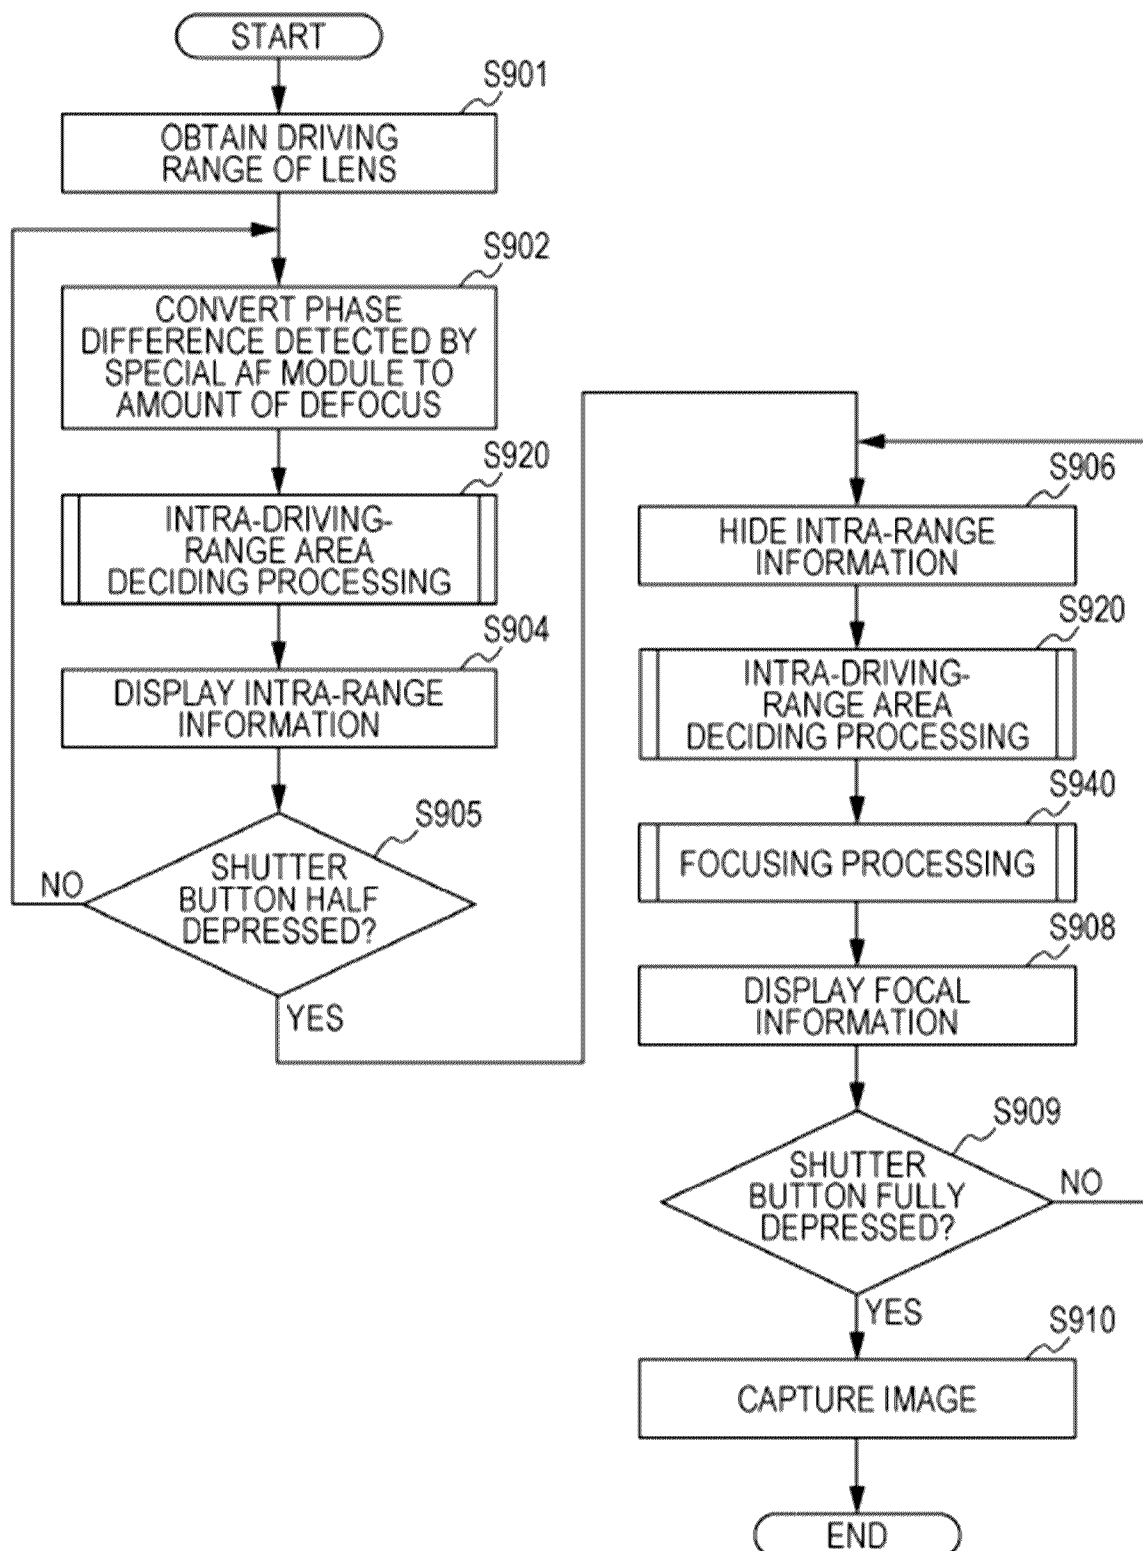 START
S901
OBTAIN DRIVING
RANGE OF LENS
S902
CONVERT PHASE
DIFFERENCE DETECTED BY
SPECIAL AF MODULE TO
AMOUNT OF DEFOCUS
S920
INTRA-DRIVING-
RANGE AREA
DECIDING PROCESSING
S904
DISPLAY INTRA-RANGE
INFORMATION
S905
SHUTTER
BUTTON HALF
DEPRESSED?
NO
YES
S906
HIDE INTRA-RANGE
INFORMATION
S920
INTRA-DRIVING-
RANGE AREA
DECIDING PROCESSING
S940
FOCUSING PROCESSING
S908
DISPLAY FOCAL
INFORMATION
S909
SHUTTER
BUTTON FULLY
DEPRESSED?
NO
YES
S910
CAPTURE IMAGE
END